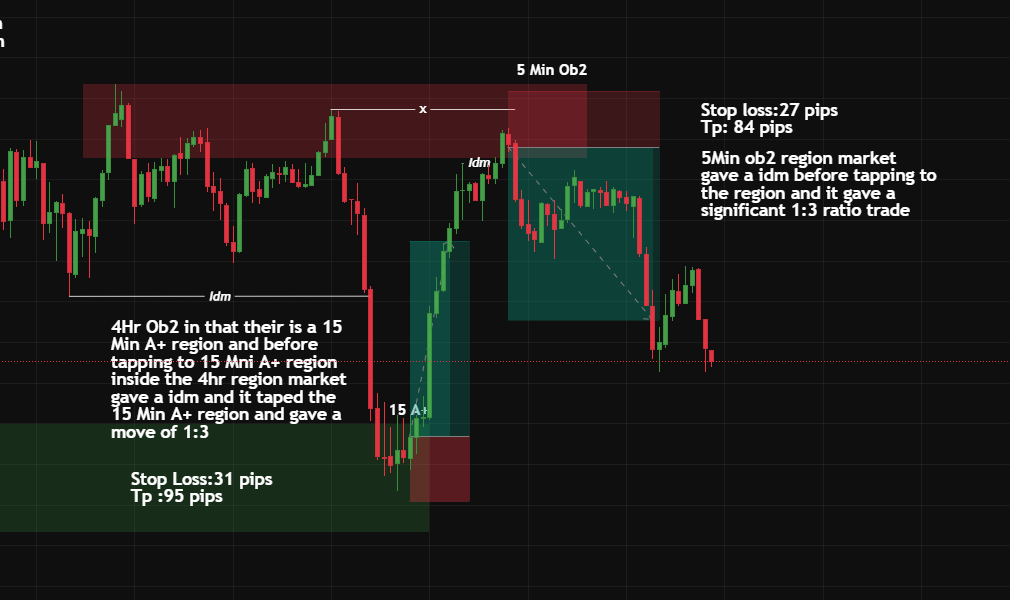 5 Min Ob2
x
Stop loss:27 pips
Tp: 84 pips
Idm
5Min ob2 region market
gave a idm before tapping to
the region and it gave a
significant 1:3 ratio trade
Idm
4Hr Ob2 in that their is a 15
Min A+ region and before
tapping to 15 Mni A+ region
inside the 4hr region market
gave a idm and it taped the
15 Min A+ region and gave a
move of 1:3
15 A+
Stop Loss:31 pips
Tp :95 pips